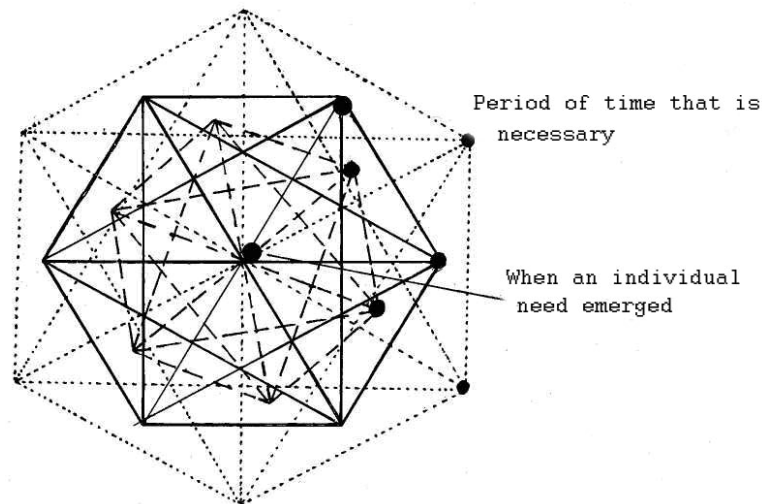 Period of time that is
necessary
When an individual
need emerged